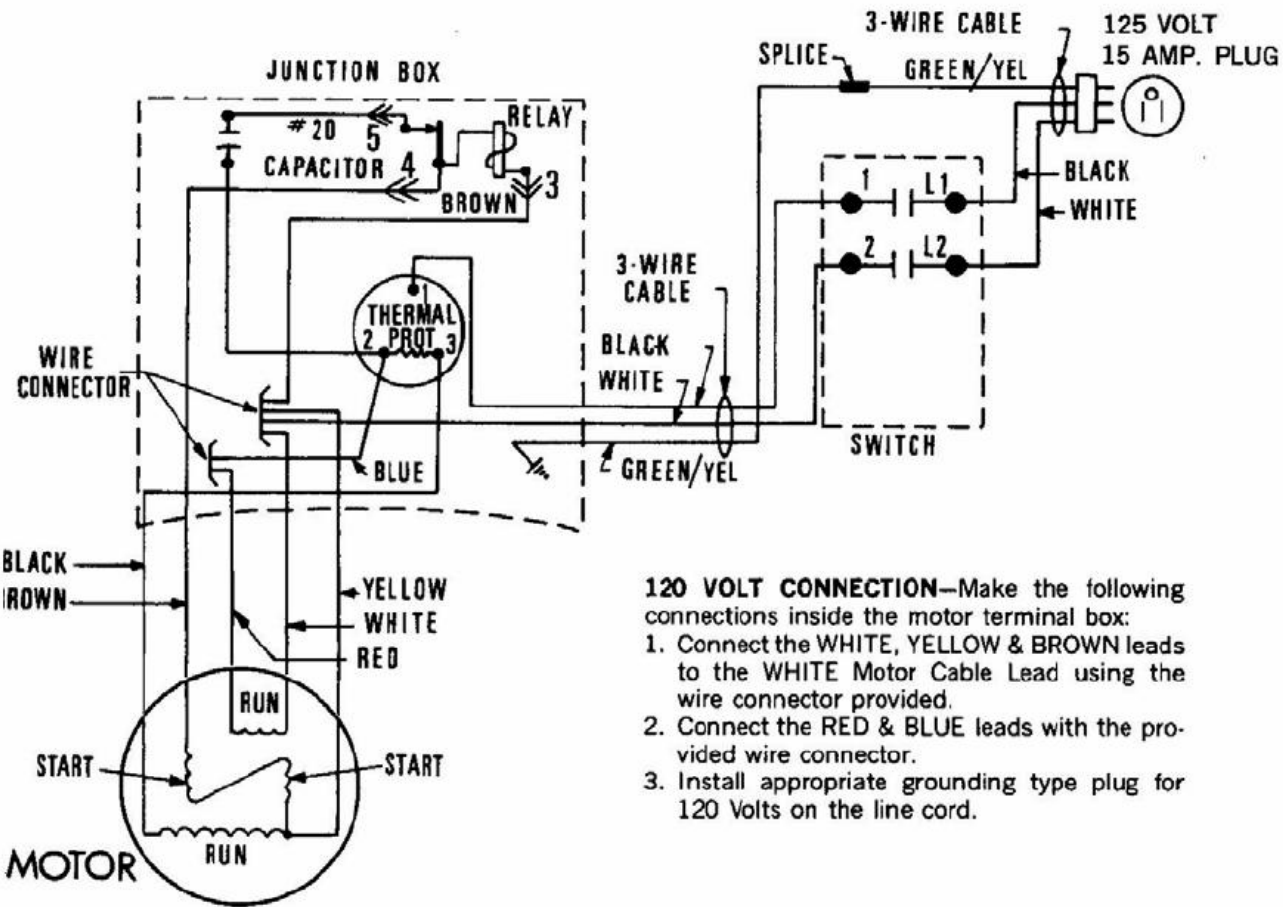 3-WIRE CABLE
125 VOLT
15 AMP. PLUG
SPLICE
GREEN/YEL
JUNCTION BOX
RELAY
#20
5
CAPACITOR
4
BROWN
3
1
L1
BLACK
WHITE
2
L2
3-WIRE
CABLE
1
THERMAL
2 PROT 3
BLACK
WHITE
WIRE
CONNECTOR
SWITCH
BLUE
GREEN/YEL
BLACK
ROWN
YELLOW
WHITE
RED
RUN
START
START
RUN
MOTOR
120 VOLT CONNECTION—Make the following
connections inside the motor terminal box:
1. Connect the WHITE, YELLOW & BROWN leads
to the WHITE Motor Cable Lead using the
wire connector provided.
2. Connect the RED & BLUE leads with the pro-
vided wire connector.
3. Install appropriate grounding type plug for
120 Volts on the line cord.